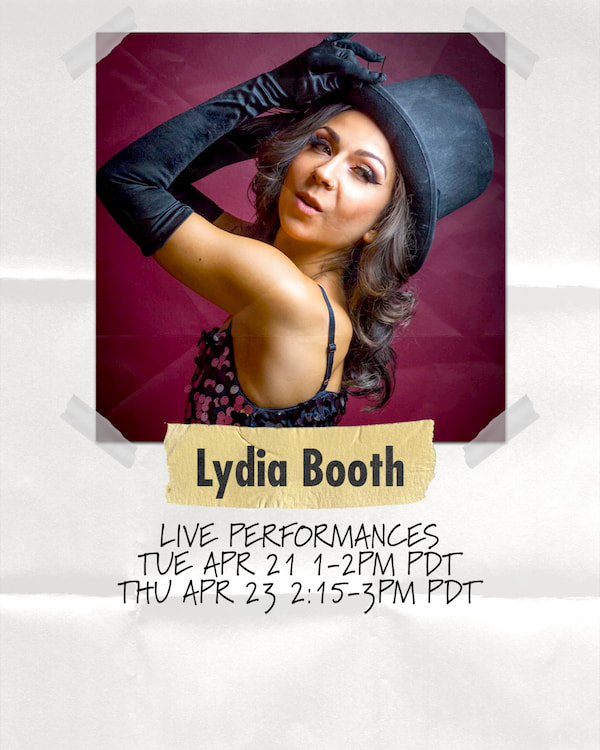 Lydia Booth
LIVE PERFORMANCES
TUE APR 21 1-2PM PDT
THU APR 23 2:15-3PM PDT